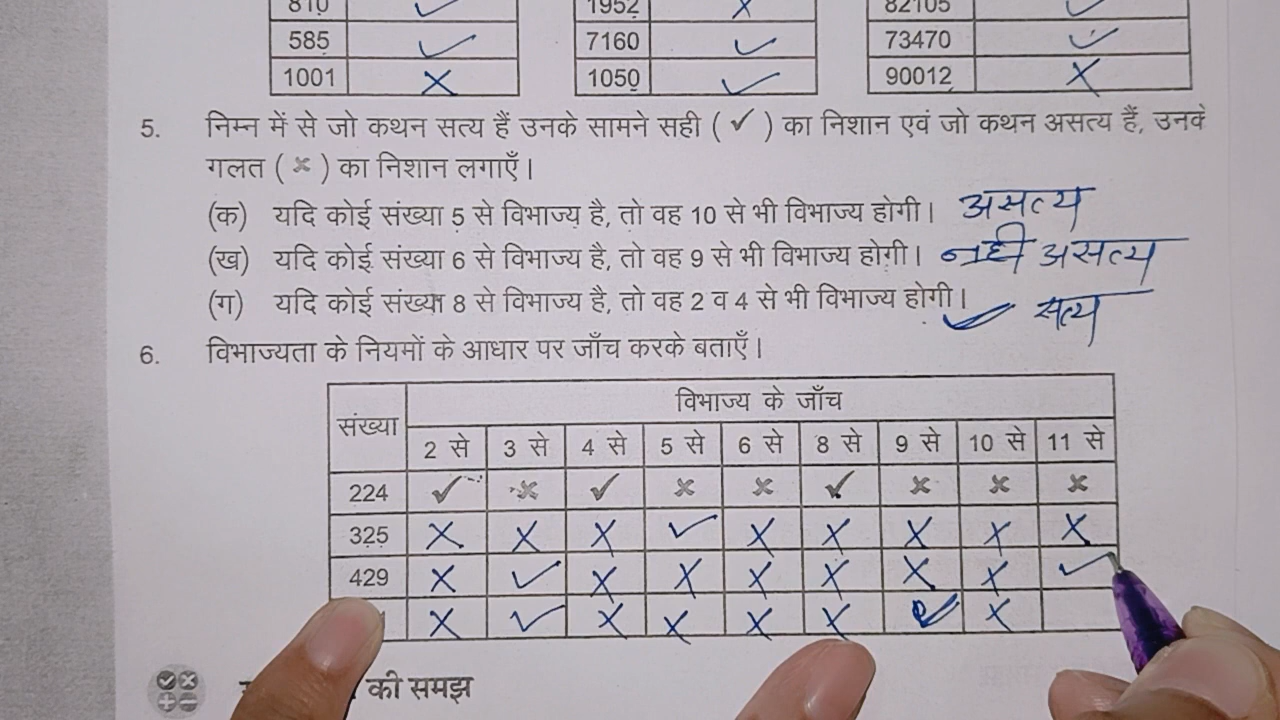 810 ✓ 1952 ✗ 82105 ✓
585 ✓ 7160 ✓ 73470 ✓
1001 ✗ 1050 ✓ 90012 ✗
5. निम्न में से जो कथन सत्य हैं उनके सामने सही ( ✓ ) का निशान एवं जो कथन असत्य हैं, उनके
गलत ( ✗ ) का निशान लगाएँ।
(क) यदि कोई संख्या 5 से विभाज्य है, तो वह 10 से भी विभाज्य होगी। असत्य
(ख) यदि कोई संख्या 6 से विभाज्य है, तो वह 9 से भी विभाज्य होगी। नही असत्य
(ग) यदि कोई संख्या 8 से विभाज्य है, तो वह 2 व 4 से भी विभाज्य होगी। ✓ सत्य
6. विभाज्यता के नियमों के आधार पर जाँच करके बताएँ।
संख्या विभाज्य के जाँच
2 से 3 से 4 से 5 से 6 से 8 से 9 से 10 से 11 से
224 ✓ ✗ ✓ ✗ ✗ ✓ ✗ ✗ ✗
325 ✗ ✗ ✗ ✓ ✗ ✗ ✗ ✗ ✗
429 ✗ ✓ ✗ ✗ ✗ ✗ ✗ ✗ ✓
✗ ✓ ✗ ✗ ✗ ✗ ✓ ✗
की समझ